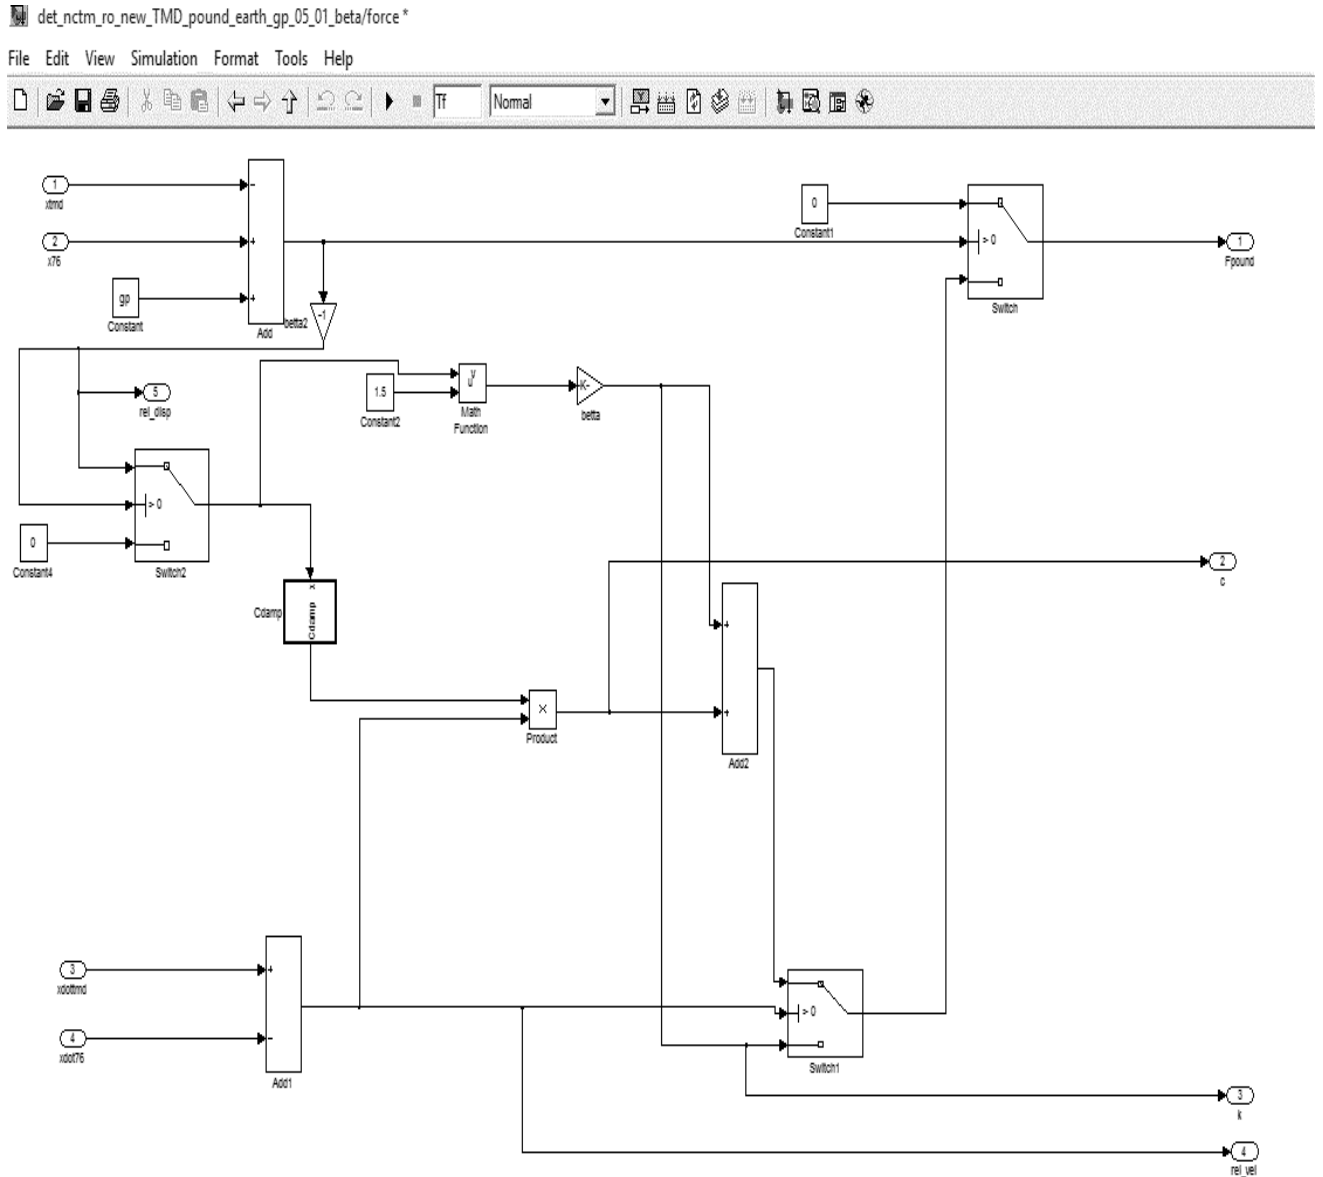 det_nctm_ro_new_TMD_pound_earth_gp_05_01_beta/force *
File Edit View Simulation Format Tools Help
Tf Normal
1
xtmd
2
x76
gp
Constant
Add
betta2
-1
0
Constant1
> 0
Switch
1
Fpound
5
rel_disp
1.5
Constant2
u v
Math
Function
-K-
betta
> 0
Switch2
0
Constant4
Cdamp
x
Cdamp
×
Product
Add2
2
c
3
xdottmd
4
xdot76
Add1
> 0
Switch1
3
k
4
rel_vel